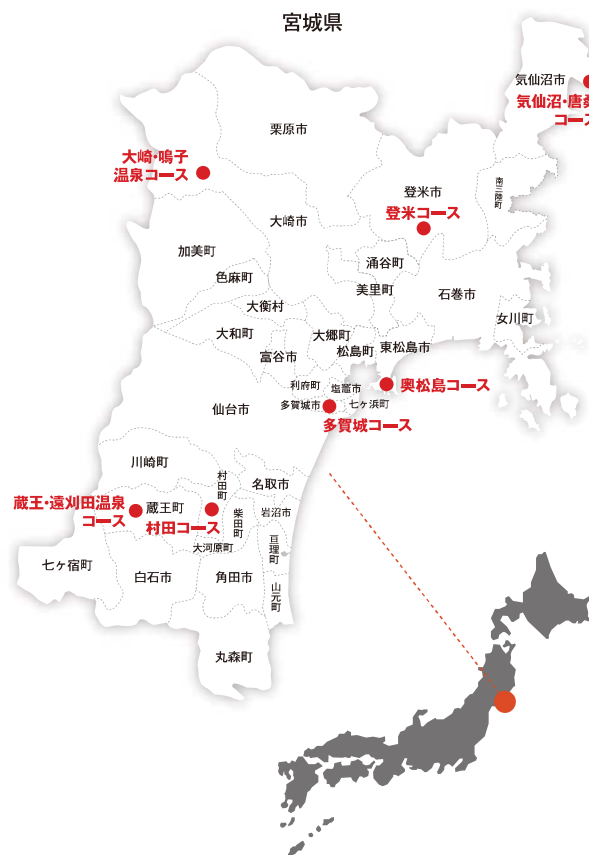 宮城県
気仙沼市
気仙沼・唐桑
コース
栗原市
大崎・鳴子
温泉コース
登米市
南三陸町
登米コース
大崎市
加美町
涌谷町
色麻町
美里町
石巻市
大衡村
女川町
大和町
大郷町
松島町
東松島市
富谷市
利府町
塩竈市
奥松島コース
仙台市
多賀城市
七ヶ浜町
多賀城コース
川崎町
村田町
名取市
蔵王・遠刈田温泉
コース
蔵王町
村田コース
柴田町
岩沼市
大河原町
亘理町
七ヶ宿町
白石市
角田市
山元町
丸森町